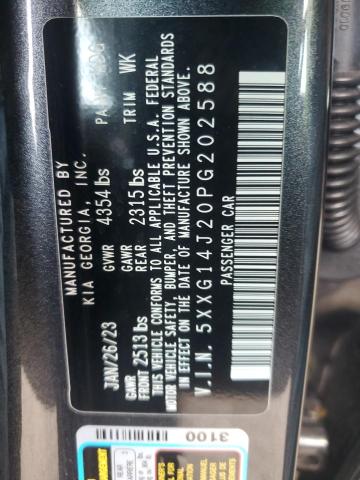 MANUFACTURED BY
KIA GEORGIA, INC.
JAN/26/23 GVWR 4354 lbs
GAWR FRONT 2513 lbs GAWR REAR 2315 lbs TRIM WK
THIS VEHICLE CONFORMS TO ALL APPLICABLE U.S.A. FEDERAL
MOTOR VEHICLE SAFETY, BUMPER, AND THEFT PREVENTION STANDARDS
IN EFFECT ON THE DATE OF MANUFACTURE SHOWN ABOVE.
V.I.N. 5XXG14J20PG202588
PASSENGER CAR
3100
REAR
ARRIERE